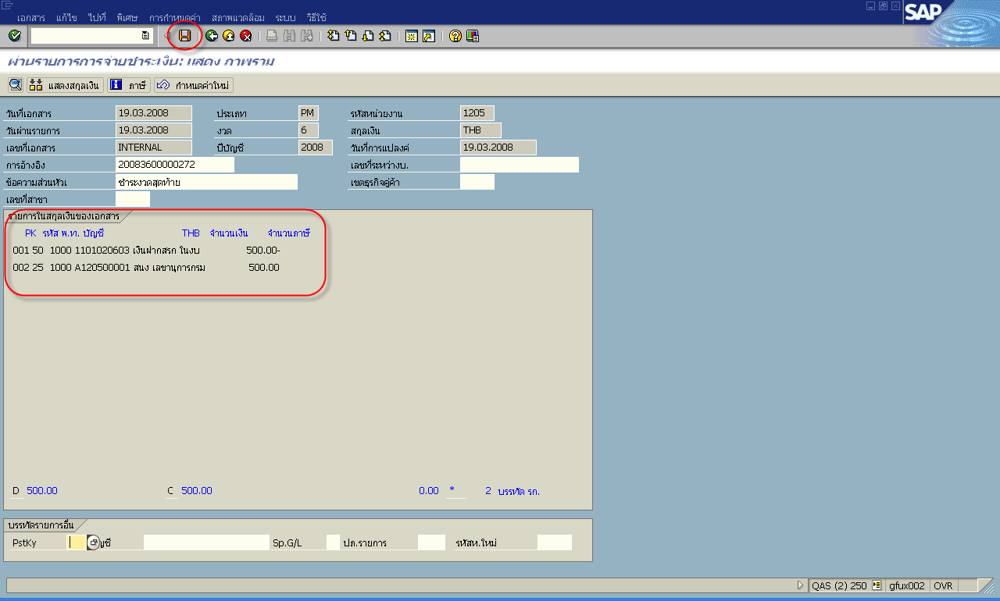 เอกสาร แก้ไข ไปที่ พิเศษ การกำหนดค่า สภาพแวดล้อม ระบบ วิธีใช้
SAP
ผ่านรายการการจ่ายชำระเงิน: แสดง ภาพรวม
แสดงสกุลเงิน ภาษี กำหนดค่าใหม่
วันที่เอกสาร 19.03.2008 ประเภท PM รหัสหน่วยงาน 1205
วันผ่านรายการ 19.03.2008 งวด 6 สกุลเงิน THB
เลขที่เอกสาร INTERNAL ปีบัญชี 2008 วันที่การแปลงค่ 19.03.2008
การอ้างอิง 20083600000272 เลขที่ระหว่างบ.
ข้อความส่วนหัวเ ชำระงวดสุดท้าย เขตธุรกิจคู่ค้า
เลขที่สาขา
รายการในสกุลเงินของเอกสาร
PK รหัส พ.ท. บัญชี THB จำนวนเงิน จำนวนภาษี
001 50 1000 1101020603 เงินฝากสรก ในงบ 500.00-
002 25 1000 A120500001 สนง เลขานุการกรม 500.00
D 500.00 C 500.00 0.00 * 2 บรรทัด รก.
บรรทัดรายการอื่น
PstKy ญชี Sp.G/L ปภ.รายการ รหัสห.ใหม่
QAS (2) 250 gfux002 OVR